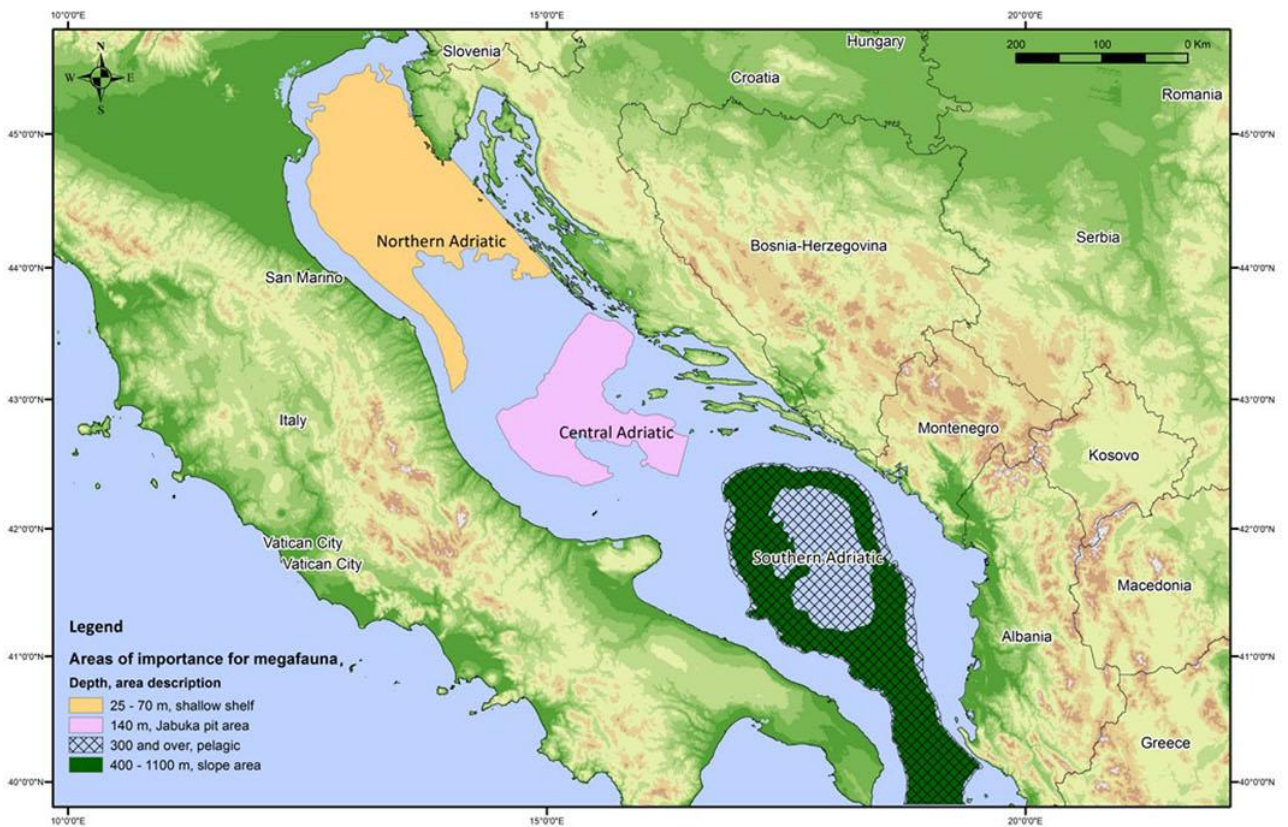 10°0'0"E 15°0'0"E 20°0'0"E
N
W E
S
Slovenia
Hungary
200 100 0 Km
Croatia
Romania
45°0'0"N 45°0'0"N
Northern Adriatic
Bosnia-Herzegovina
Serbia
44°0'0"N 44°0'0"N
San Marino
43°0'0"N 43°0'0"N
Italy
Central Adriatic
Montenegro
Kosovo
42°0'0"N 42°0'0"N
Vatican City
Vatican City
Southern Adriatic
Macedonia
Albania
41°0'0"N 41°0'0"N
Greece
40°0'0"N 40°0'0"N
Legend
Areas of importance for megafauna,
Depth, area description
25 - 70 m, shallow shelf
140 m, Jabuka pit area
300 and over, pelagic
400 - 1100 m, slope area
10°0'0"E 15°0'0"E 20°0'0"E